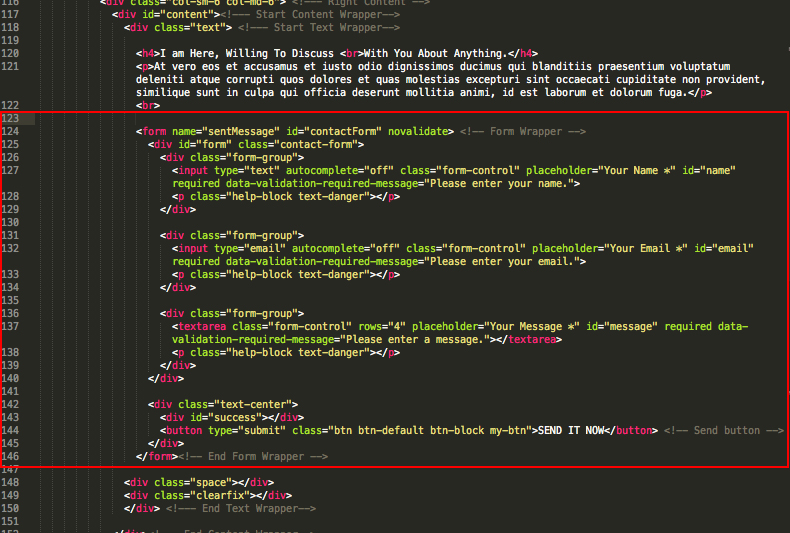 116 <div class="col-sm-6 col-md-6"> <!--- Right Content -->
117 <div id="content"><!--- Start Content Wrapper-->
118 <div class="text"> <!--- Start Text Wrapper-->
119
120 <h4>I am Here, Willing To Discuss <br>With You About Anything.</h4>
121 <p>At vero eos et accusamus et iusto odio dignissimos ducimus qui blanditiis praesentium voluptatum
deleniti atque corrupti quos dolores et quas molestias excepturi sint occaecati cupiditate non provident,
similique sunt in culpa qui officia deserunt mollitia animi, id est laborum et dolorum fuga.</p>
122 <br>
123
124 <form name="sentMessage" id="contactForm" novalidate> <!-- Form Wrapper -->
125 <div id="form" class="contact-form">
126 <div class="form-group">
127 <input type="text" autocomplete="off" class="form-control" placeholder="Your Name *" id="name"
required data-validation-required-message="Please enter your name.">
128 <p class="help-block text-danger"></p>
129 </div>
130
131 <div class="form-group">
132 <input type="email" autocomplete="off" class="form-control" placeholder="Your Email *" id="email"
required data-validation-required-message="Please enter your email.">
133 <p class="help-block text-danger"></p>
134 </div>
135
136 <div class="form-group">
137 <textarea class="form-control" rows="4" placeholder="Your Message *" id="message" required data-
validation-required-message="Please enter a message."></textarea>
138 <p class="help-block text-danger"></p>
139 </div>
140 </div>
141
142 <div class="text-center">
143 <div id="success"></div>
144 <button type="submit" class="btn btn-default btn-block my-btn">SEND IT NOW</button> <!-- Send button -->
145 </div>
146 </form><!-- End Form Wrapper -->
147
148 <div class="space"></div>
149 <div class="clearfix"></div>
150 </div> <!--- End Text Wrapper-->
151
152 </div> <!--- End Content Wrapper-->